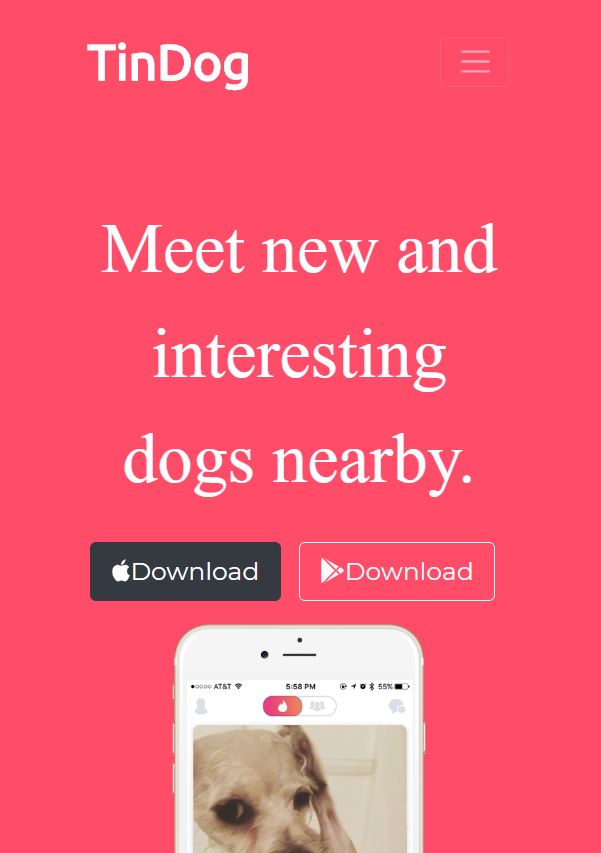 TinDog
Meet new and
interesting
dogs nearby.
Download Download
AT&T 5:58 PM 55%